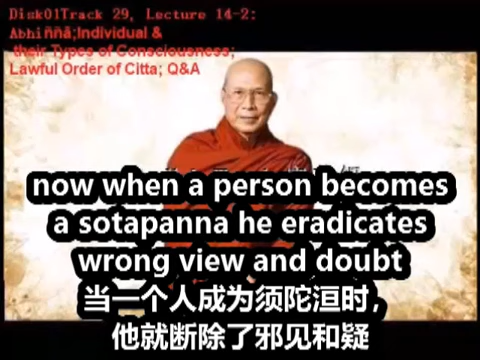 Disk01Track 29, Lecture 14-2:
Abhiññā;Individual &
their Types of Consciousness;
Lawful Order of Citta; Q&A
now when a person becomes
a sotapanna he eradicates
wrong view and doubt
当一个人成为须陀洹时，
他就断除了邪见和疑